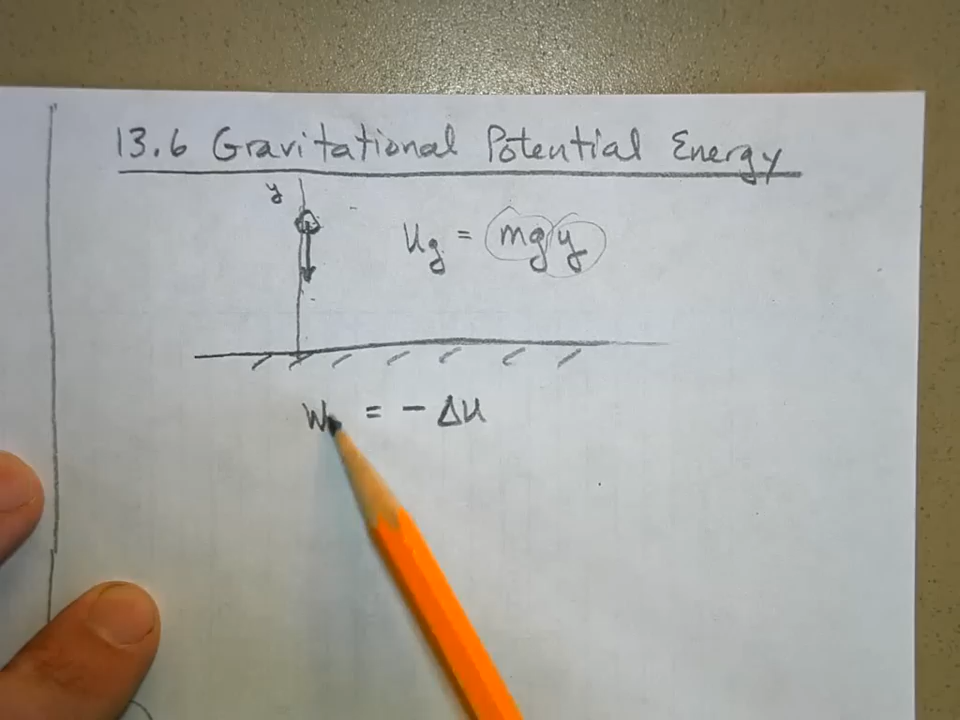 13.6 Gravitational Potential Energy
y
Ug = mgy
W = - ΔU